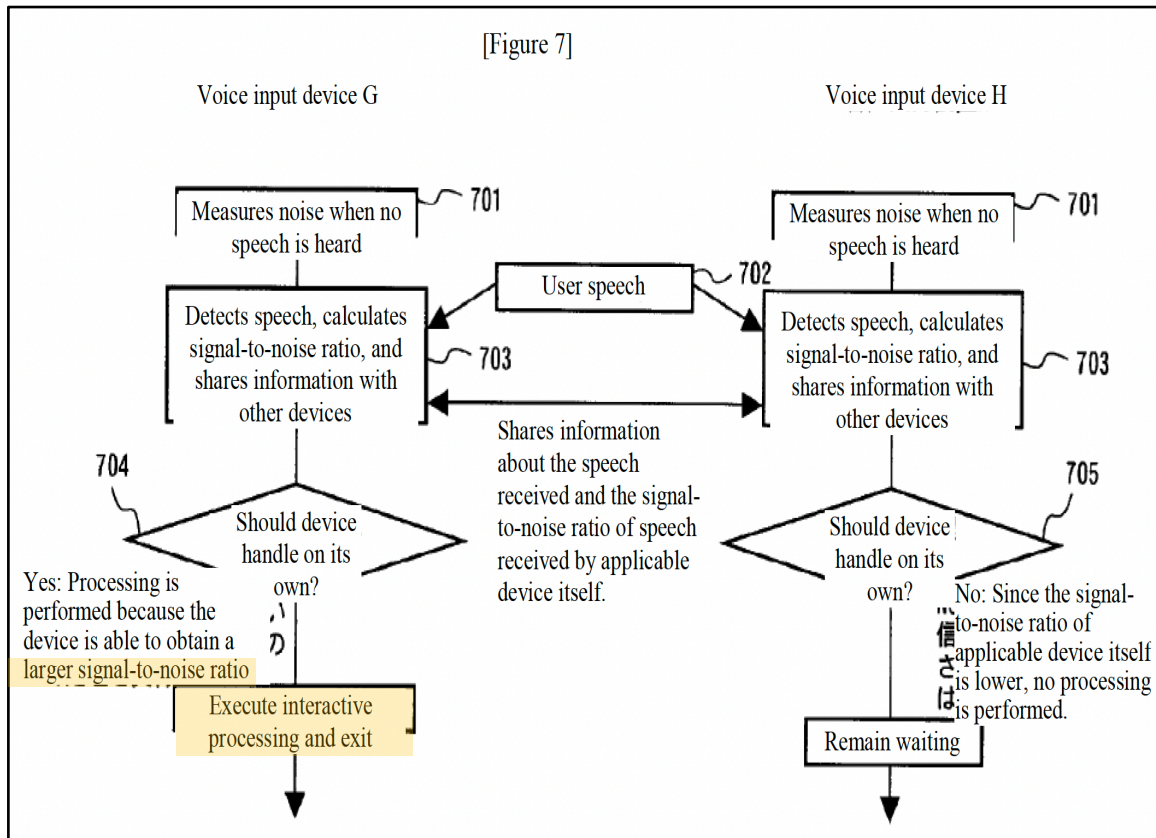 [Figure 7]
Voice input device G
Voice input device H
701
Measures noise when no
speech is heard
701
Measures noise when no
speech is heard
702
User speech
Detects speech, calculates
signal-to-noise ratio, and
shares information with
other devices
703
Detects speech, calculates
signal-to-noise ratio, and
shares information with
other devices
703
Shares information
about the speech
received and the signal-
to-noise ratio of speech
received by applicable
device itself.
704
Should device
handle on its
own?
705
Should device
handle on its
own?
Yes: Processing is
performed because the
device is able to obtain a
larger signal-to-noise ratio
の
No: Since the signal-
to-noise ratio of
applicable device itself
is lower, no processing
is performed.
値さは
Execute interactive
processing and exit
Remain waiting